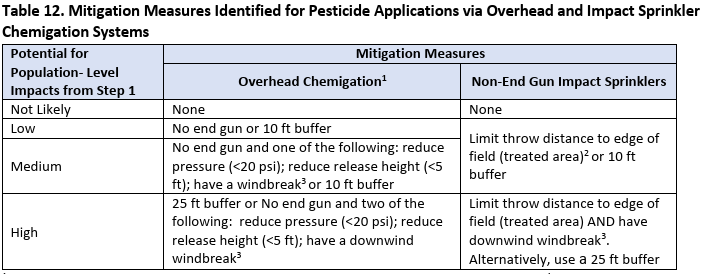 Table 12. Mitigation Measures Identified for Pesticide Applications via Overhead and Impact Sprinkler
Chemigation Systems
Potential for
Population- Level
Impacts from Step 1
Mitigation Measures
Overhead Chemigation1
Non-End Gun Impact Sprinklers
Not Likely
None
None
Low
No end gun or 10 ft buffer
Limit throw distance to edge of
field (treated area)2 or 10 ft
buffer
Medium
No end gun and one of the following: reduce
pressure (<20 psi); reduce release height (<5
ft); have a windbreak3 or 10 ft buffer
High
25 ft buffer or No end gun and two of the
following:  reduce pressure (<20 psi); reduce
release height (<5 ft); have a downwind
windbreak3
Limit throw distance to edge of
field (treated area) AND have
downwind windbreak3.
Alternatively, use a 25 ft buffer